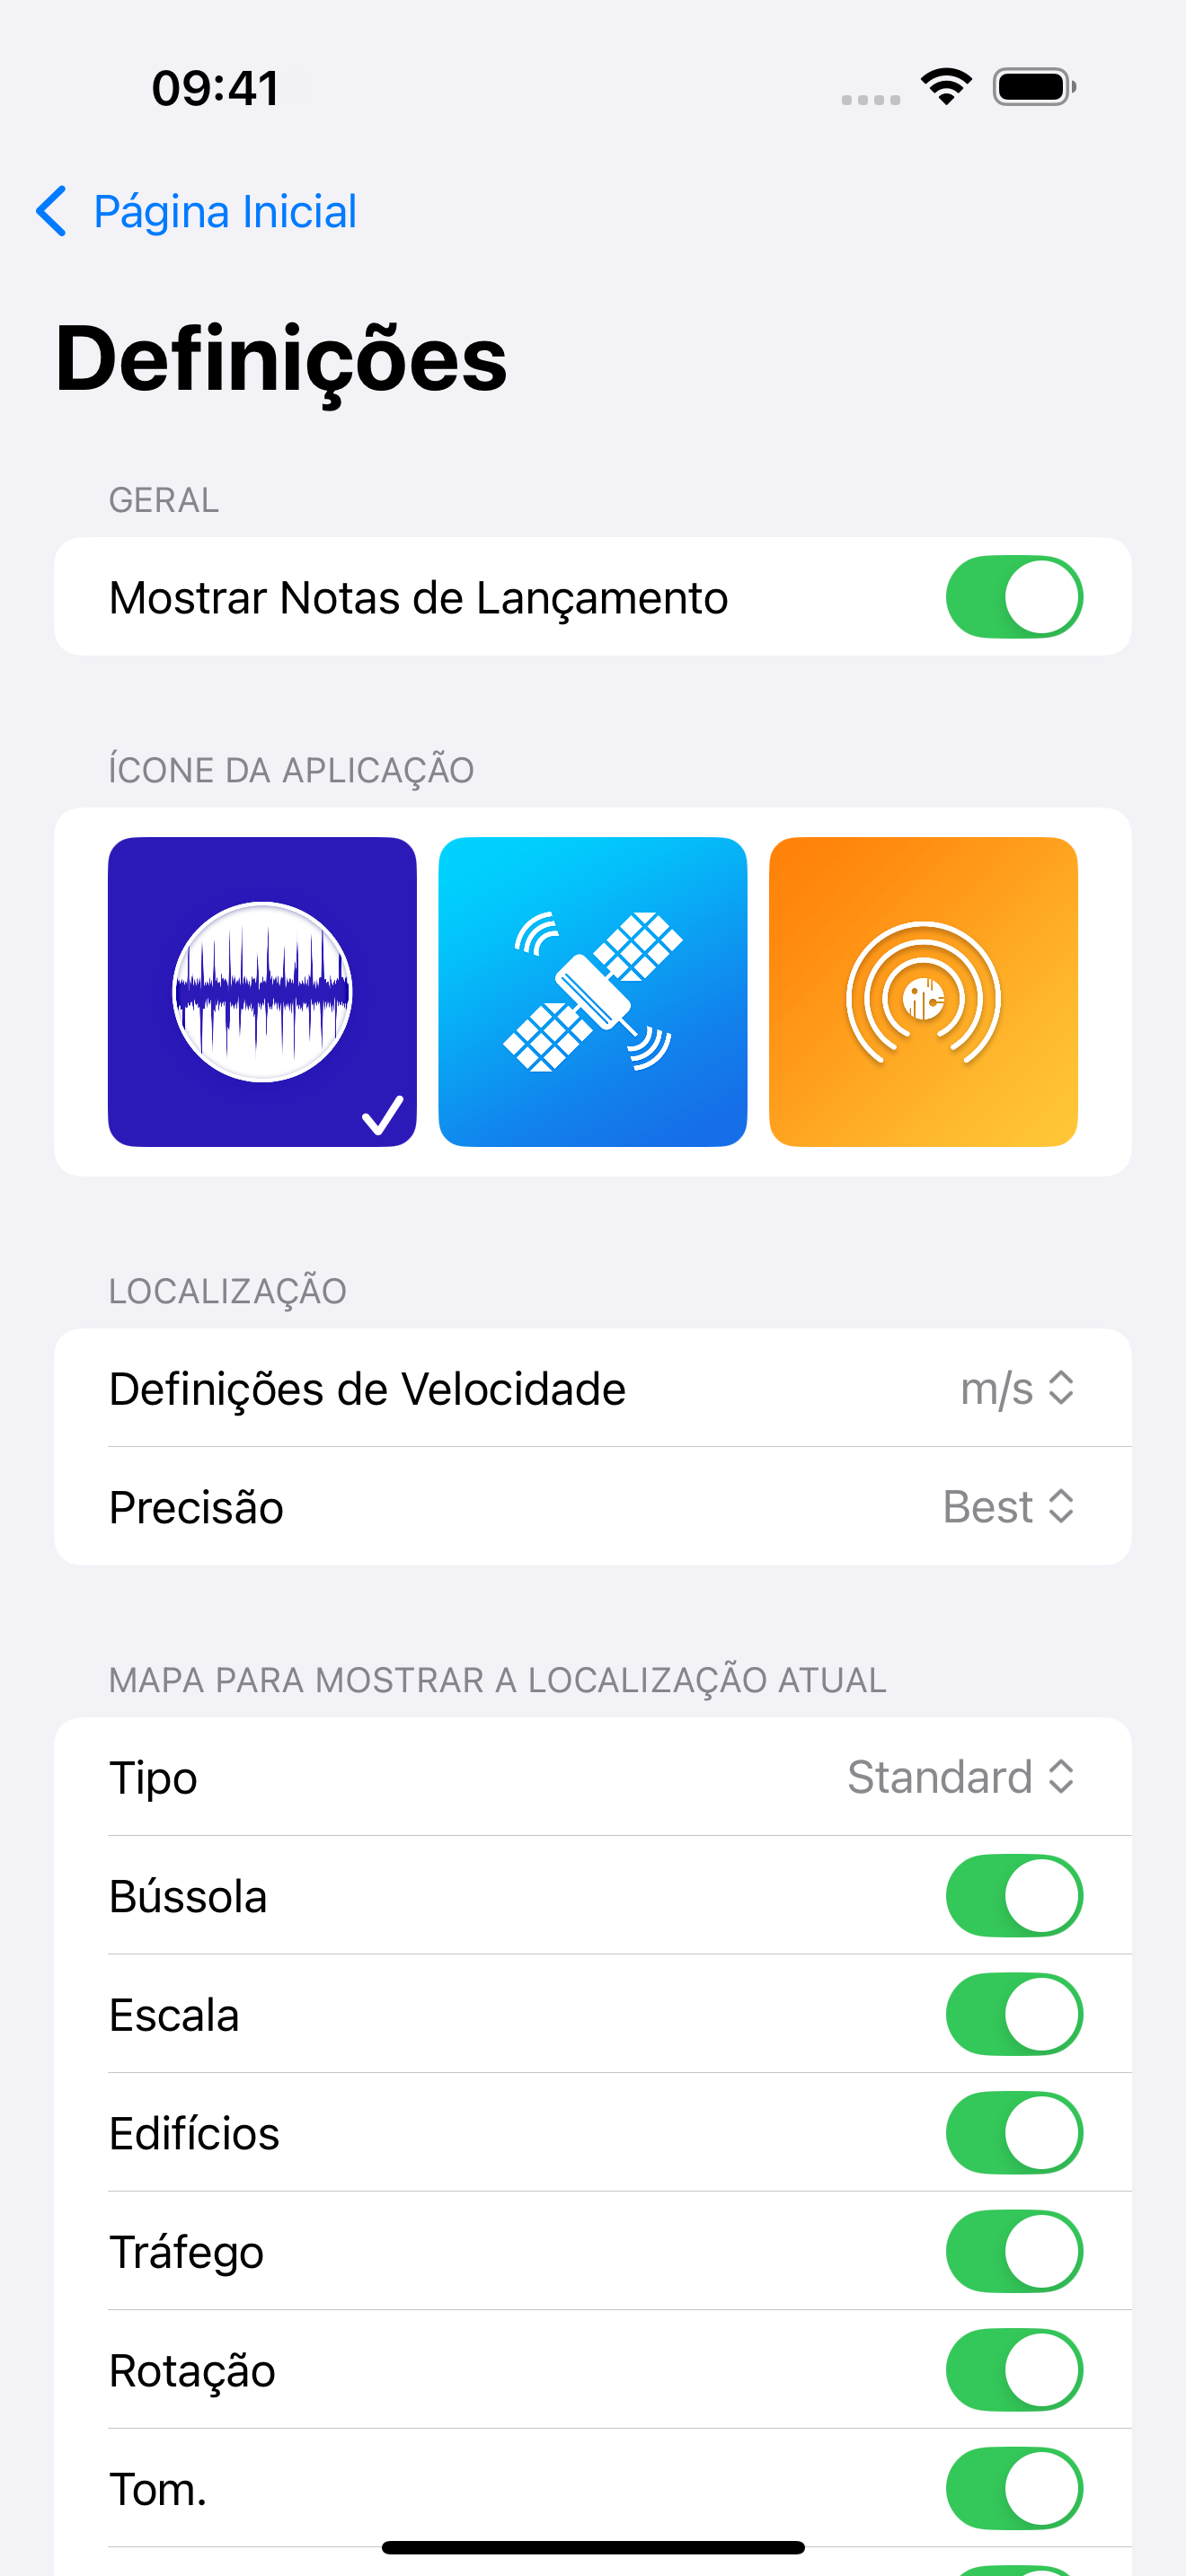 09:41
Página Inicial
Definições
GERAL
Mostrar Notas de Lançamento
ÍCONE DA APLICAÇÃO
LOCALIZAÇÃO
Definições de Velocidade m/s
Precisão Best
MAPA PARA MOSTRAR A LOCALIZAÇÃO ATUAL
Tipo Standard
Bússola
Escala
Edifícios
Tráfego
Rotação
Tom.